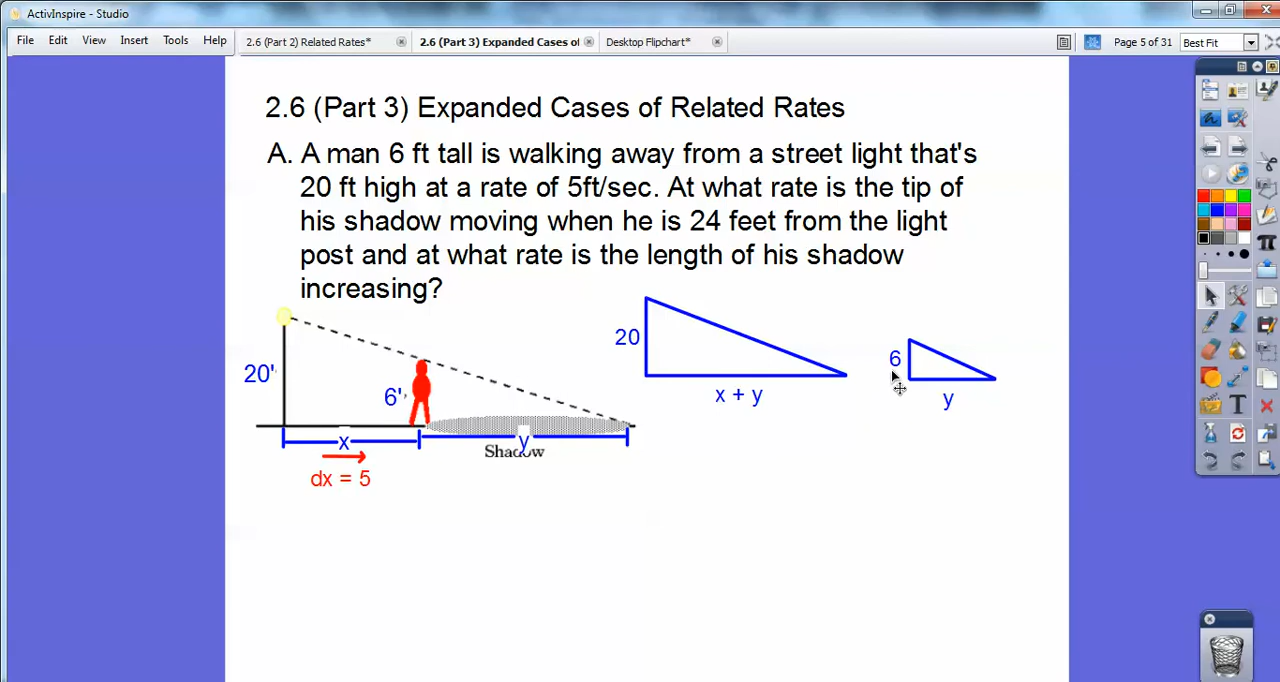 ActivInspire - Studio
File Edit View Insert Tools Help
2.6 (Part 2) Related Rates*
2.6 (Part 3) Expanded Cases of
Desktop Flipchart*
Page 5 of 31
Best Fit
2.6 (Part 3) Expanded Cases of Related Rates
A. A man 6 ft tall is walking away from a street light that's
20 ft high at a rate of 5ft/sec. At what rate is the tip of
his shadow moving when he is 24 feet from the light
post and at what rate is the length of his shadow
increasing?
20'
6'
x
y
Shadow
dx = 5
20
x + y
6
y